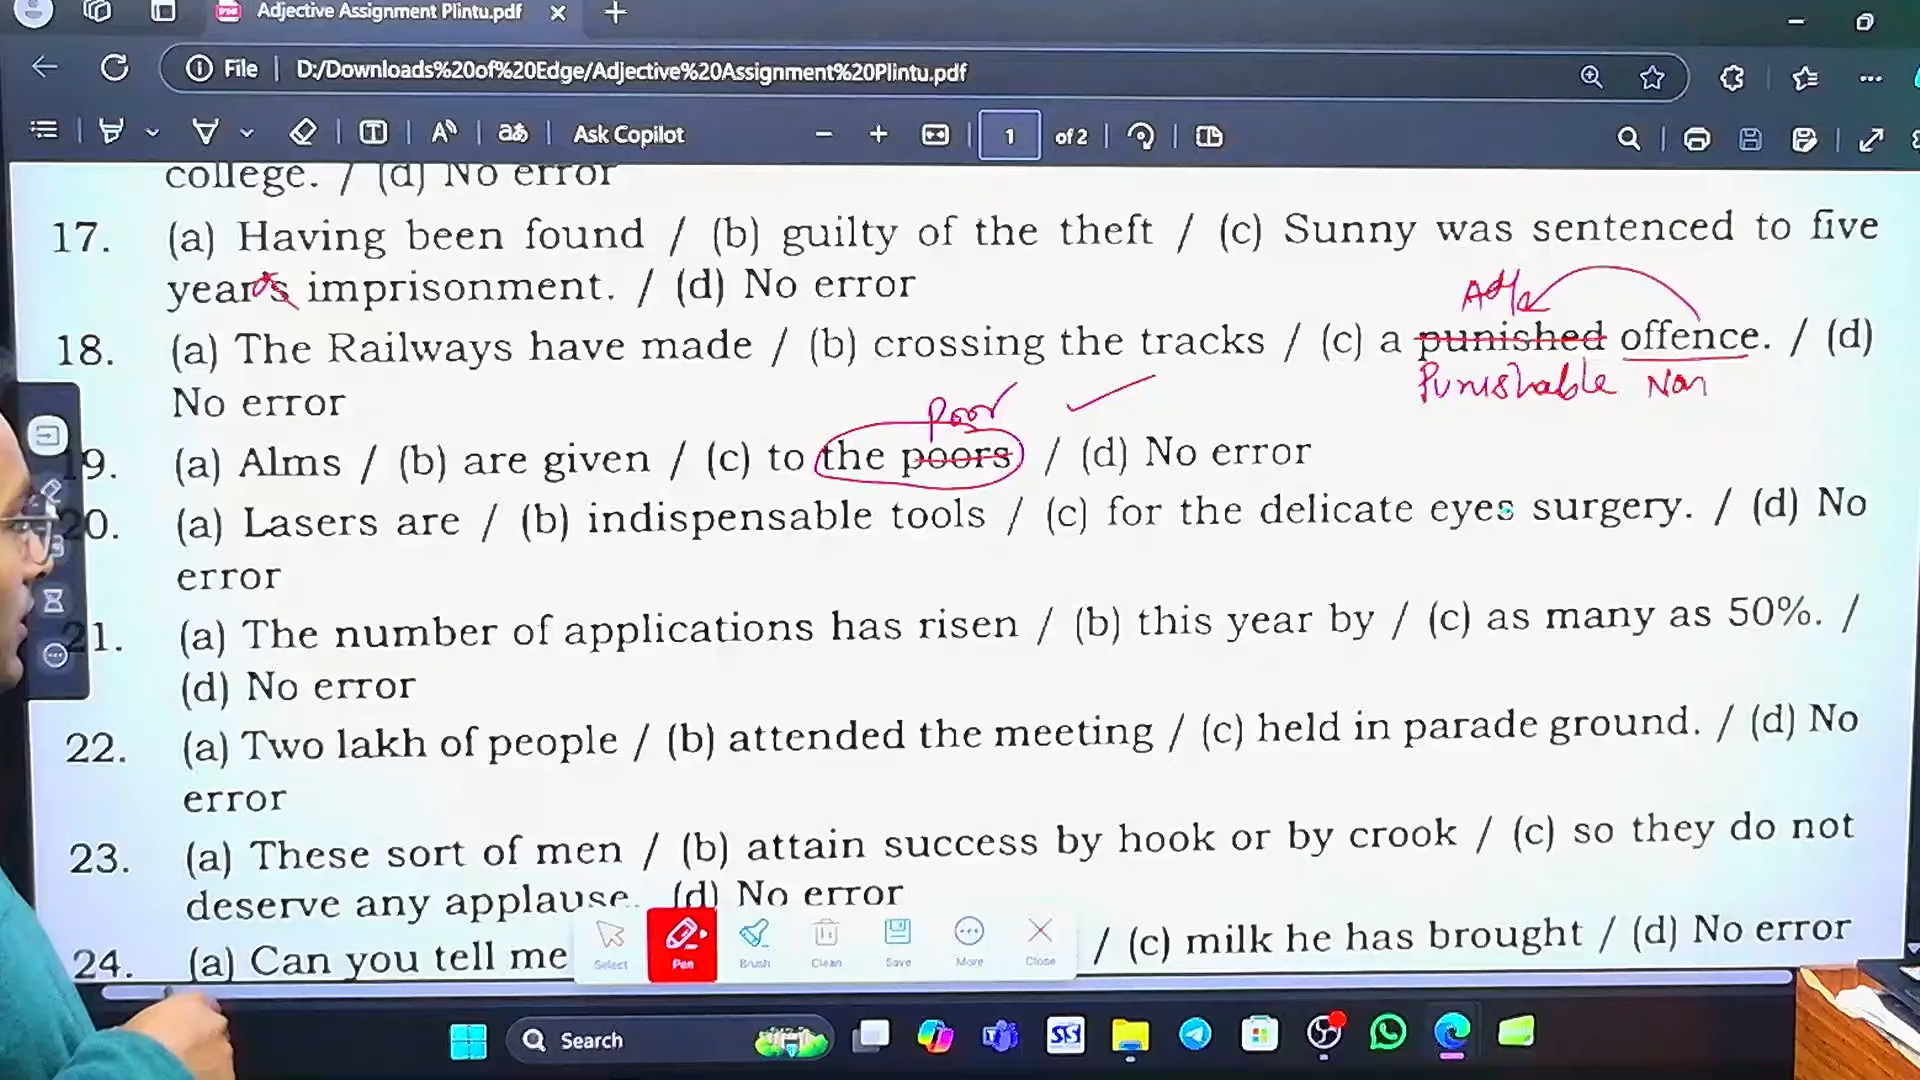 Adjective Assignment Plintu.pdf
File D:/Downloads%20of%20Edge/Adjective%20Assignment%20Plintu.pdf
Ask Copilot 1 of 2
college. / (d) No error
17. (a) Having been found / (b) guilty of the theft / (c) Sunny was sentenced to five
years imprisonment. / (d) No error
Adj
18. (a) The Railways have made / (b) crossing the tracks / (c) a punished offence. / (d)
No error
Punishable Noun
Poor
19. (a) Alms / (b) are given / (c) to the poors / (d) No error
20. (a) Lasers are / (b) indispensable tools / (c) for the delicate eyes surgery. / (d) No
error
21. (a) The number of applications has risen / (b) this year by / (c) as many as 50%. /
(d) No error
22. (a) Two lakh of people / (b) attended the meeting / (c) held in parade ground. / (d) No
error
23. (a) These sort of men / (b) attain success by hook or by crook / (c) so they do not
deserve any applause. (d) No error
24. (a) Can you tell me / (c) milk he has brought / (d) No error
Select Pen Brush Clean Save More Close
Search